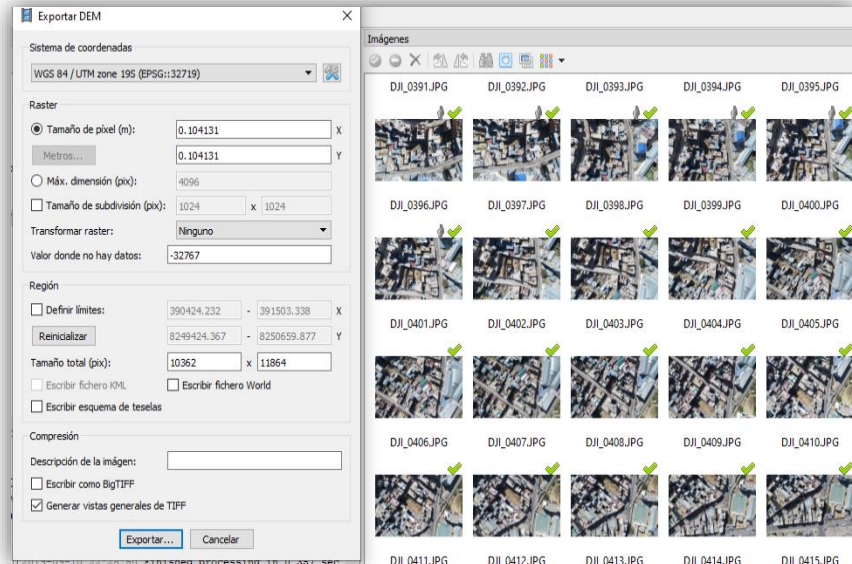 Exportar DEM
Sistema de coordenadas
WGS 84 / UTM zone 19S (EPSG::32719)
Raster
Tamaño de píxel (m):
0.104131
X
Metros...
0.104131
Y
Máx. dimensión (pix):
4096
Tamaño de subdivisión (pix):
1024
x
1024
Transformar raster:
Ninguno
Valor donde no hay datos:
-32767
Región
Definir límites:
390424.232
-
391503.338
X
Reinicializar
8249424.367
-
8250659.877
Y
Tamaño total (pix):
10362
x
11864
Escribir fichero KML
Escribir fichero World
Escribir esquema de teselas
Compresión
Descripción de la imágen:
Escribir como BigTIFF
Generar vistas generales de TIFF
Exportar...
Cancelar
Imágenes
DJI_0391.JPG
DJI_0392.JPG
DJI_0393.JPG
DJI_0394.JPG
DJI_0395.JPG
DJI_0396.JPG
DJI_0397.JPG
DJI_0398.JPG
DJI_0399.JPG
DJI_0400.JPG
DJI_0401.JPG
DJI_0402.JPG
DJI_0403.JPG
DJI_0404.JPG
DJI_0405.JPG
DJI_0406.JPG
DJI_0407.JPG
DJI_0408.JPG
DJI_0409.JPG
DJI_0410.JPG
DJI_0411.JPG
DJI_0412.JPG
DJI_0413.JPG
DJI_0414.JPG
DJI_0415.JPG